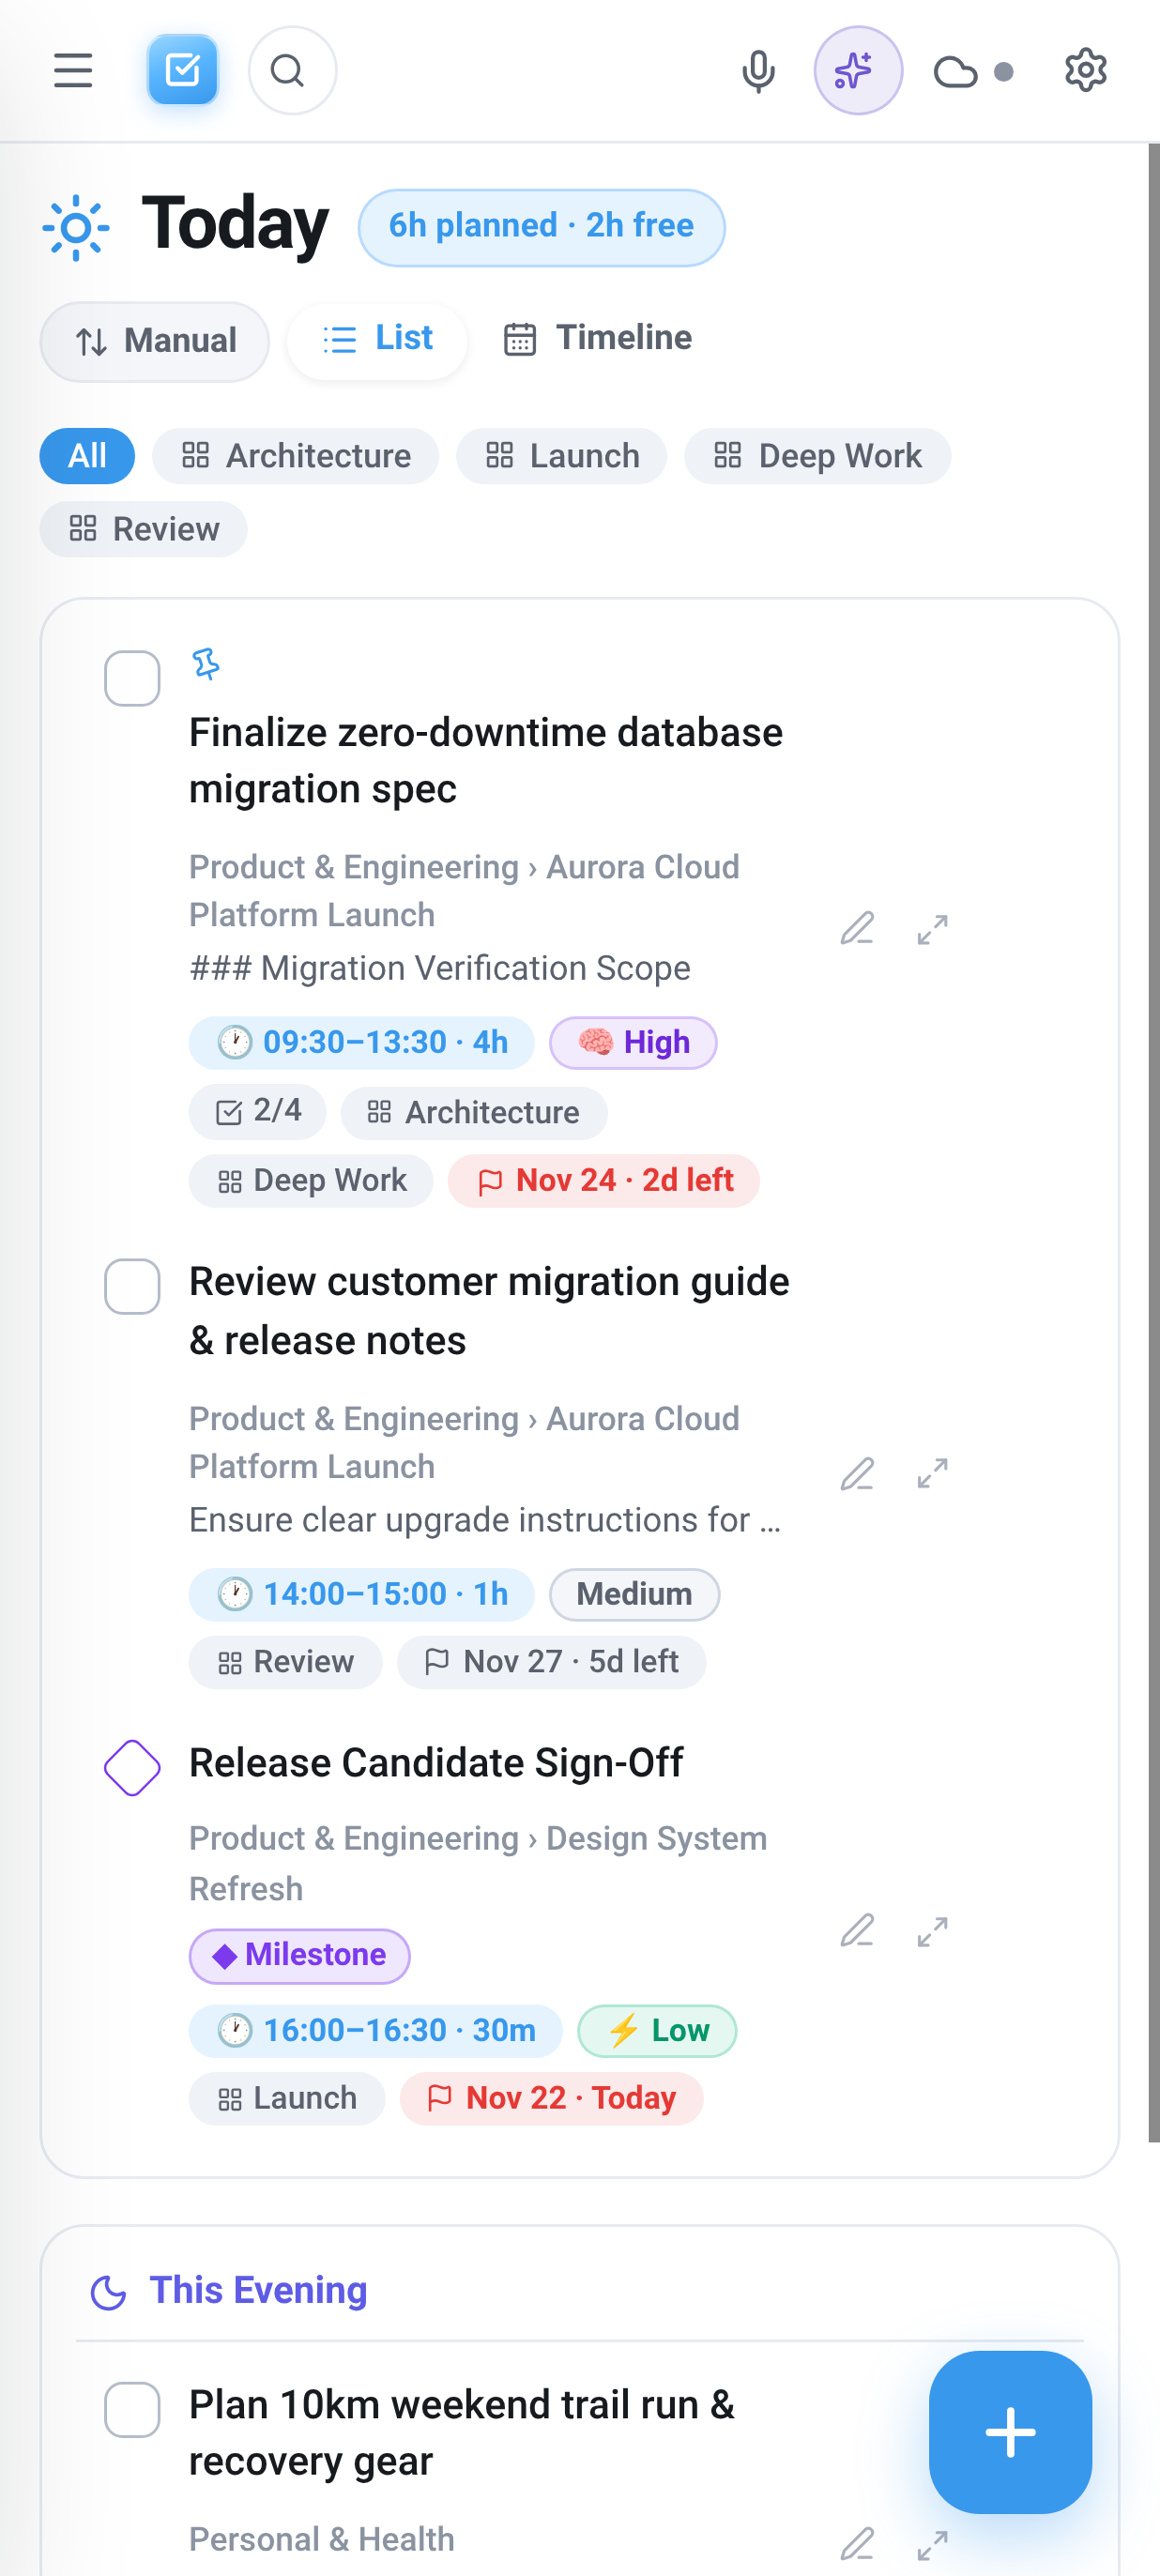 Today
6h planned · 2h free
Manual
List
Timeline
All
Architecture
Launch
Deep Work
Review
Finalize zero-downtime database
migration spec
Product & Engineering › Aurora Cloud
Platform Launch
### Migration Verification Scope
09:30–13:30 · 4h
High
2/4
Architecture
Deep Work
Nov 24 · 2d left
Review customer migration guide
& release notes
Product & Engineering › Aurora Cloud
Platform Launch
Ensure clear upgrade instructions for ...
14:00–15:00 · 1h
Medium
Review
Nov 27 · 5d left
Release Candidate Sign-Off
Product & Engineering › Design System
Refresh
◆ Milestone
16:00–16:30 · 30m
⚡ Low
Launch
Nov 22 · Today
This Evening
Plan 10km weekend trail run &
recovery gear
Personal & Health